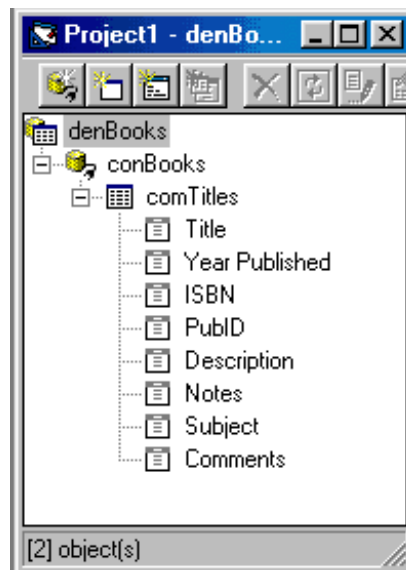 Project1 - denBo...
denBooks
conBooks
comTitles
Title
Year Published
ISBN
PubID
Description
Notes
Subject
Comments
[2] object(s)